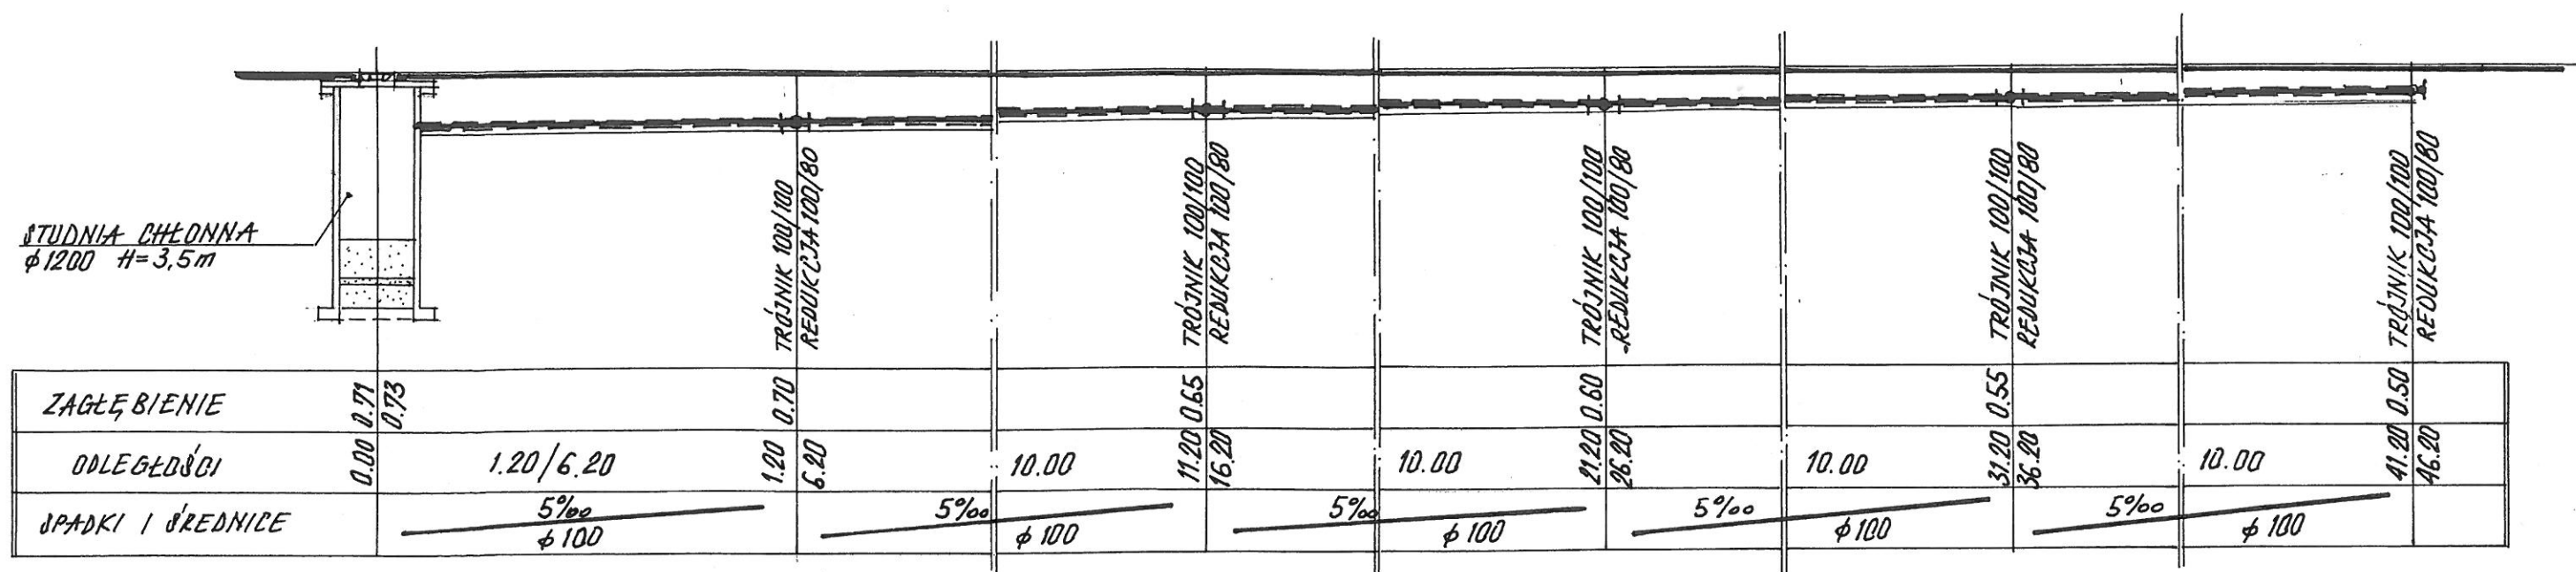 STUDNIA CHŁONNA
φ1200 H=3,5m
TRÓJNIK 100/100
REDUKCJA 100/80
TRÓJNIK 100/100
REDUKCJA 100/80
TRÓJNIK 100/100
REDUKCJA 100/80
TRÓJNIK 100/100
REDUKCJA 100/80
TRÓJNIK 100/100
REDUKCJA 100/80
ZAGŁĘBIENIE 0.71 0.73 0.70 0.65 0.60 0.55 0.50
ODLEGŁOŚCI 0.00 1.20/6.20 1.20 6.20 10.00 11.20 16.20 10.00 21.20 26.20 10.00 31.20 36.20 10.00 41.20 46.20
SPADKI I ŚREDNICE 5‰ 5‰ 5‰ 5‰ 5‰
φ100 φ100 φ100 φ100 φ100